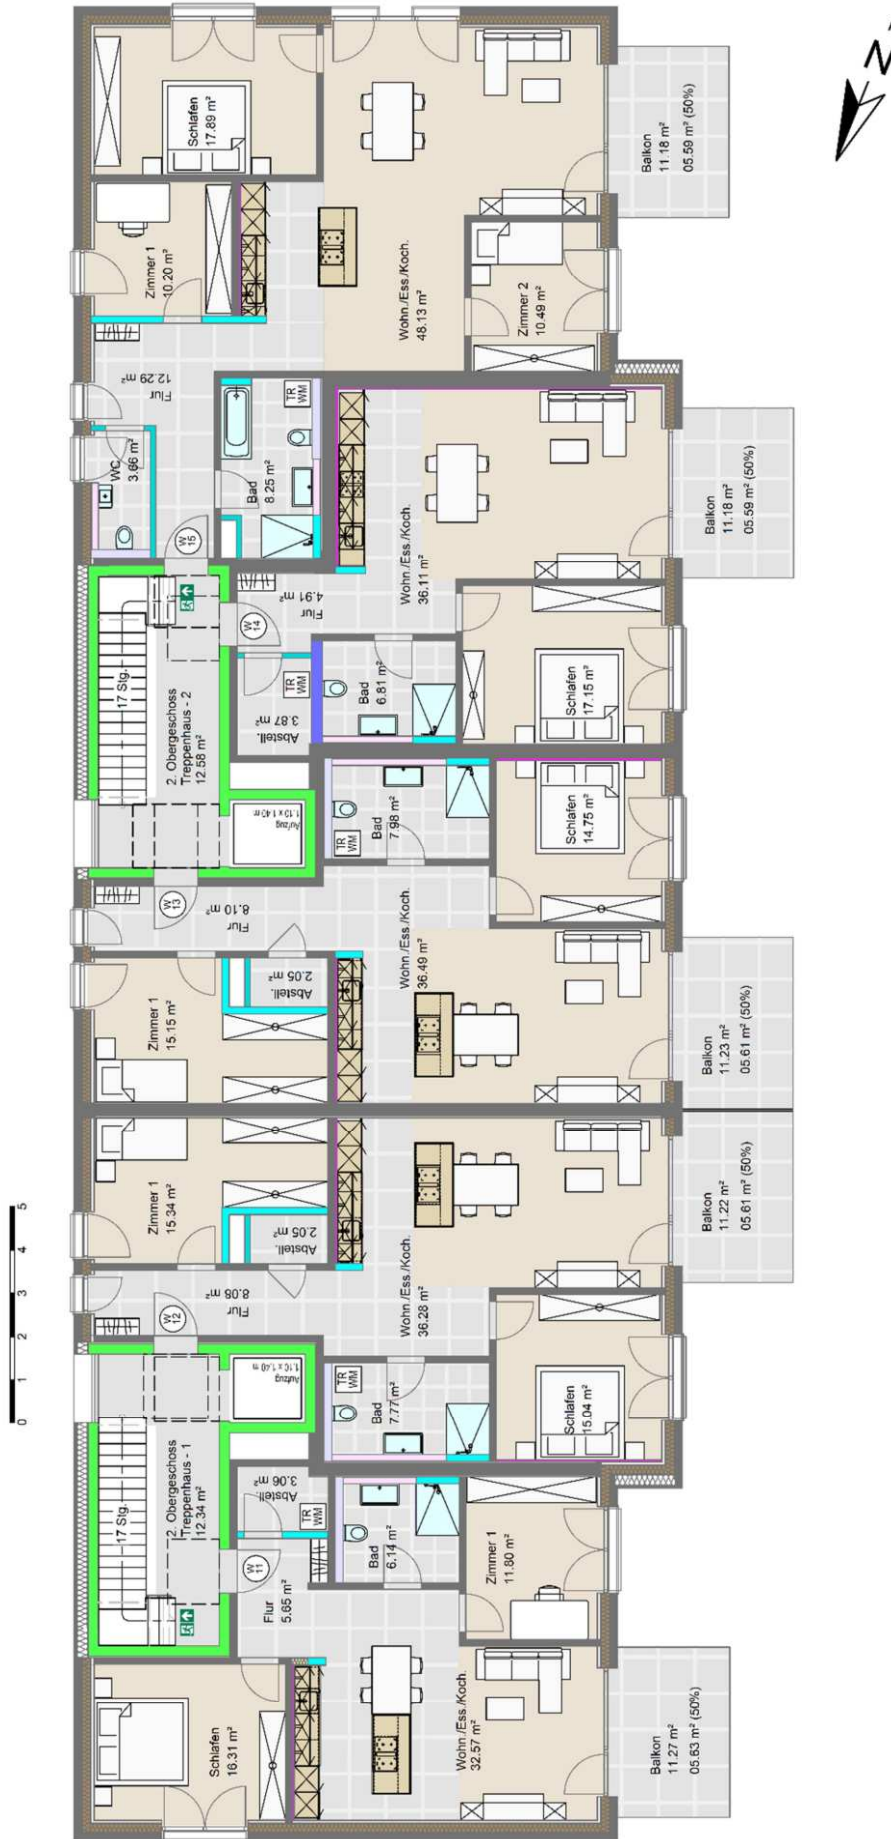 Schlafen
17.89 m²
Balkon
11.18 m²
05.59 m² (50%)
N
Zimmer 1
10.20 m²
Wohn./Ess./Koch.
48.13 m²
Zimmer 2
10.49 m²
Flur
12.29 m²
WC
3.66 m²
Bad
8.25 m²
TR
WM
W
15
Wohn./Ess./Koch.
36.11 m²
Balkon
11.18 m²
05.59 m² (50%)
Flur
4.91 m²
W
14
17 Stg.
2. Obergeschoss
Treppenhaus - 2
12.58 m²
Abstell.
3.87 m²
TR
WM
Bad
6.81 m²
Schlafen
17.15 m²
Aufzug
1.10 x 1.40 m
TR
WM
Bad
7.98 m²
Schlafen
14.75 m²
W
13
Flur
8.10 m²
Abstell.
2.05 m²
Wohn./Ess./Koch.
36.49 m²
Zimmer 1
15.15 m²
Balkon
11.23 m²
05.61 m² (50%)
Zimmer 1
15.34 m²
Abstell.
2.05 m²
Balkon
11.22 m²
05.61 m² (50%)
0 1 2 3 4 5
Flur
8.08 m²
Wohn./Ess./Koch.
36.28 m²
W
12
Aufzug
1.10 x 1.40 m
TR
WM
Bad
7.77 m²
Schlafen
15.04 m²
17 Stg.
2. Obergeschoss
Treppenhaus - 1
12.34 m²
Abstell.
3.06 m²
TR
WM
Bad
6.14 m²
Zimmer 1
11.80 m²
W
11
Flur
5.65 m²
Schlafen
16.31 m²
Wohn./Ess./Koch.
32.57 m²
Balkon
11.27 m²
05.63 m² (50%)